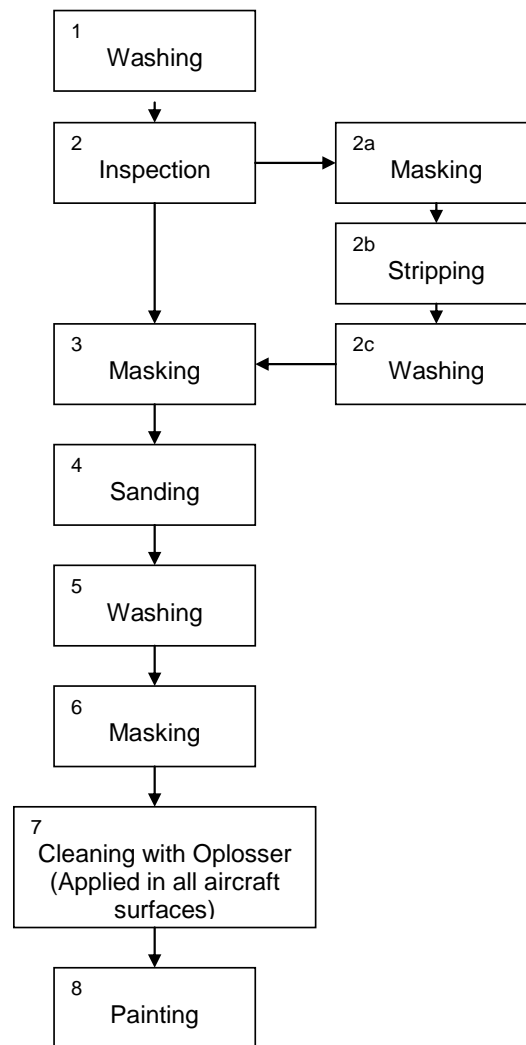 1
Washing
2
Inspection
2a
Masking
2b
Stripping
3
Masking
2c
Washing
4
Sanding
5
Washing
6
Masking
7
Cleaning with Oplosser
(Applied in all aircraft
surfaces)
8
Painting